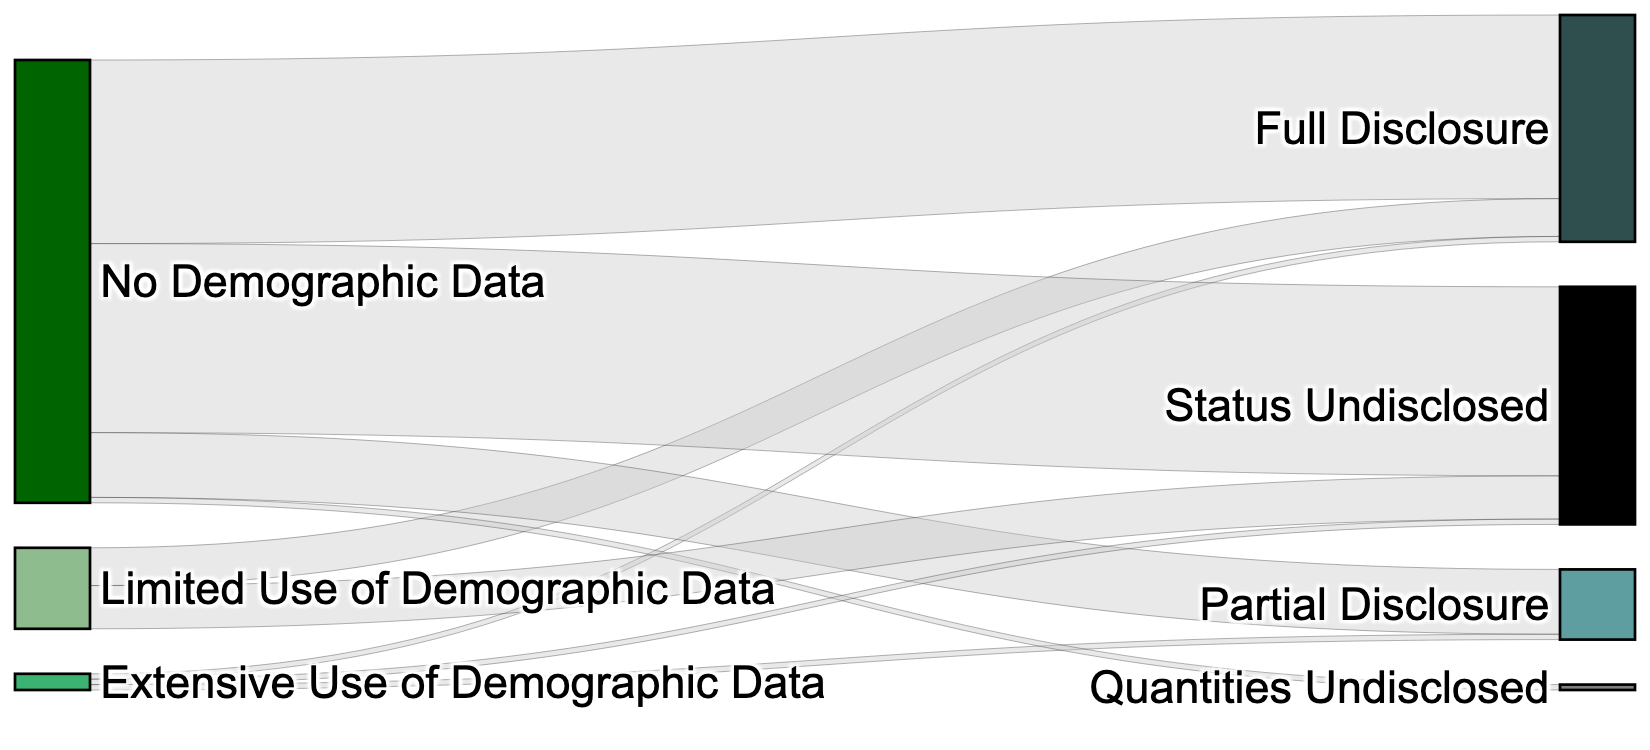 Full Disclosure
No Demographic Data
Status Undisclosed
Limited Use of Demographic Data
Partial Disclosure
Extensive Use of Demographic Data
Quantities Undisclosed